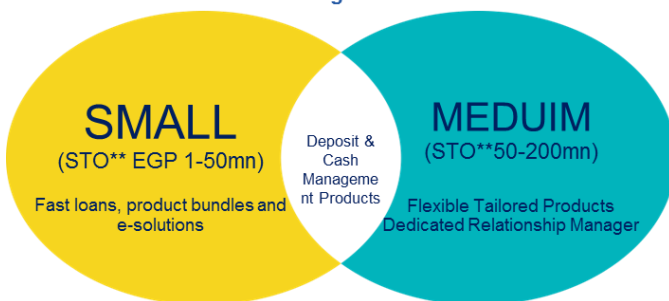 SMALL
(STO** EGP 1-50mn)
Fast loans, product bundles and
e-solutions
Deposit &
Cash
Manageme
nt Products
MEDUIM
(STO**50-200mn)
Flexible Tailored Products
Dedicated Relationship Manager